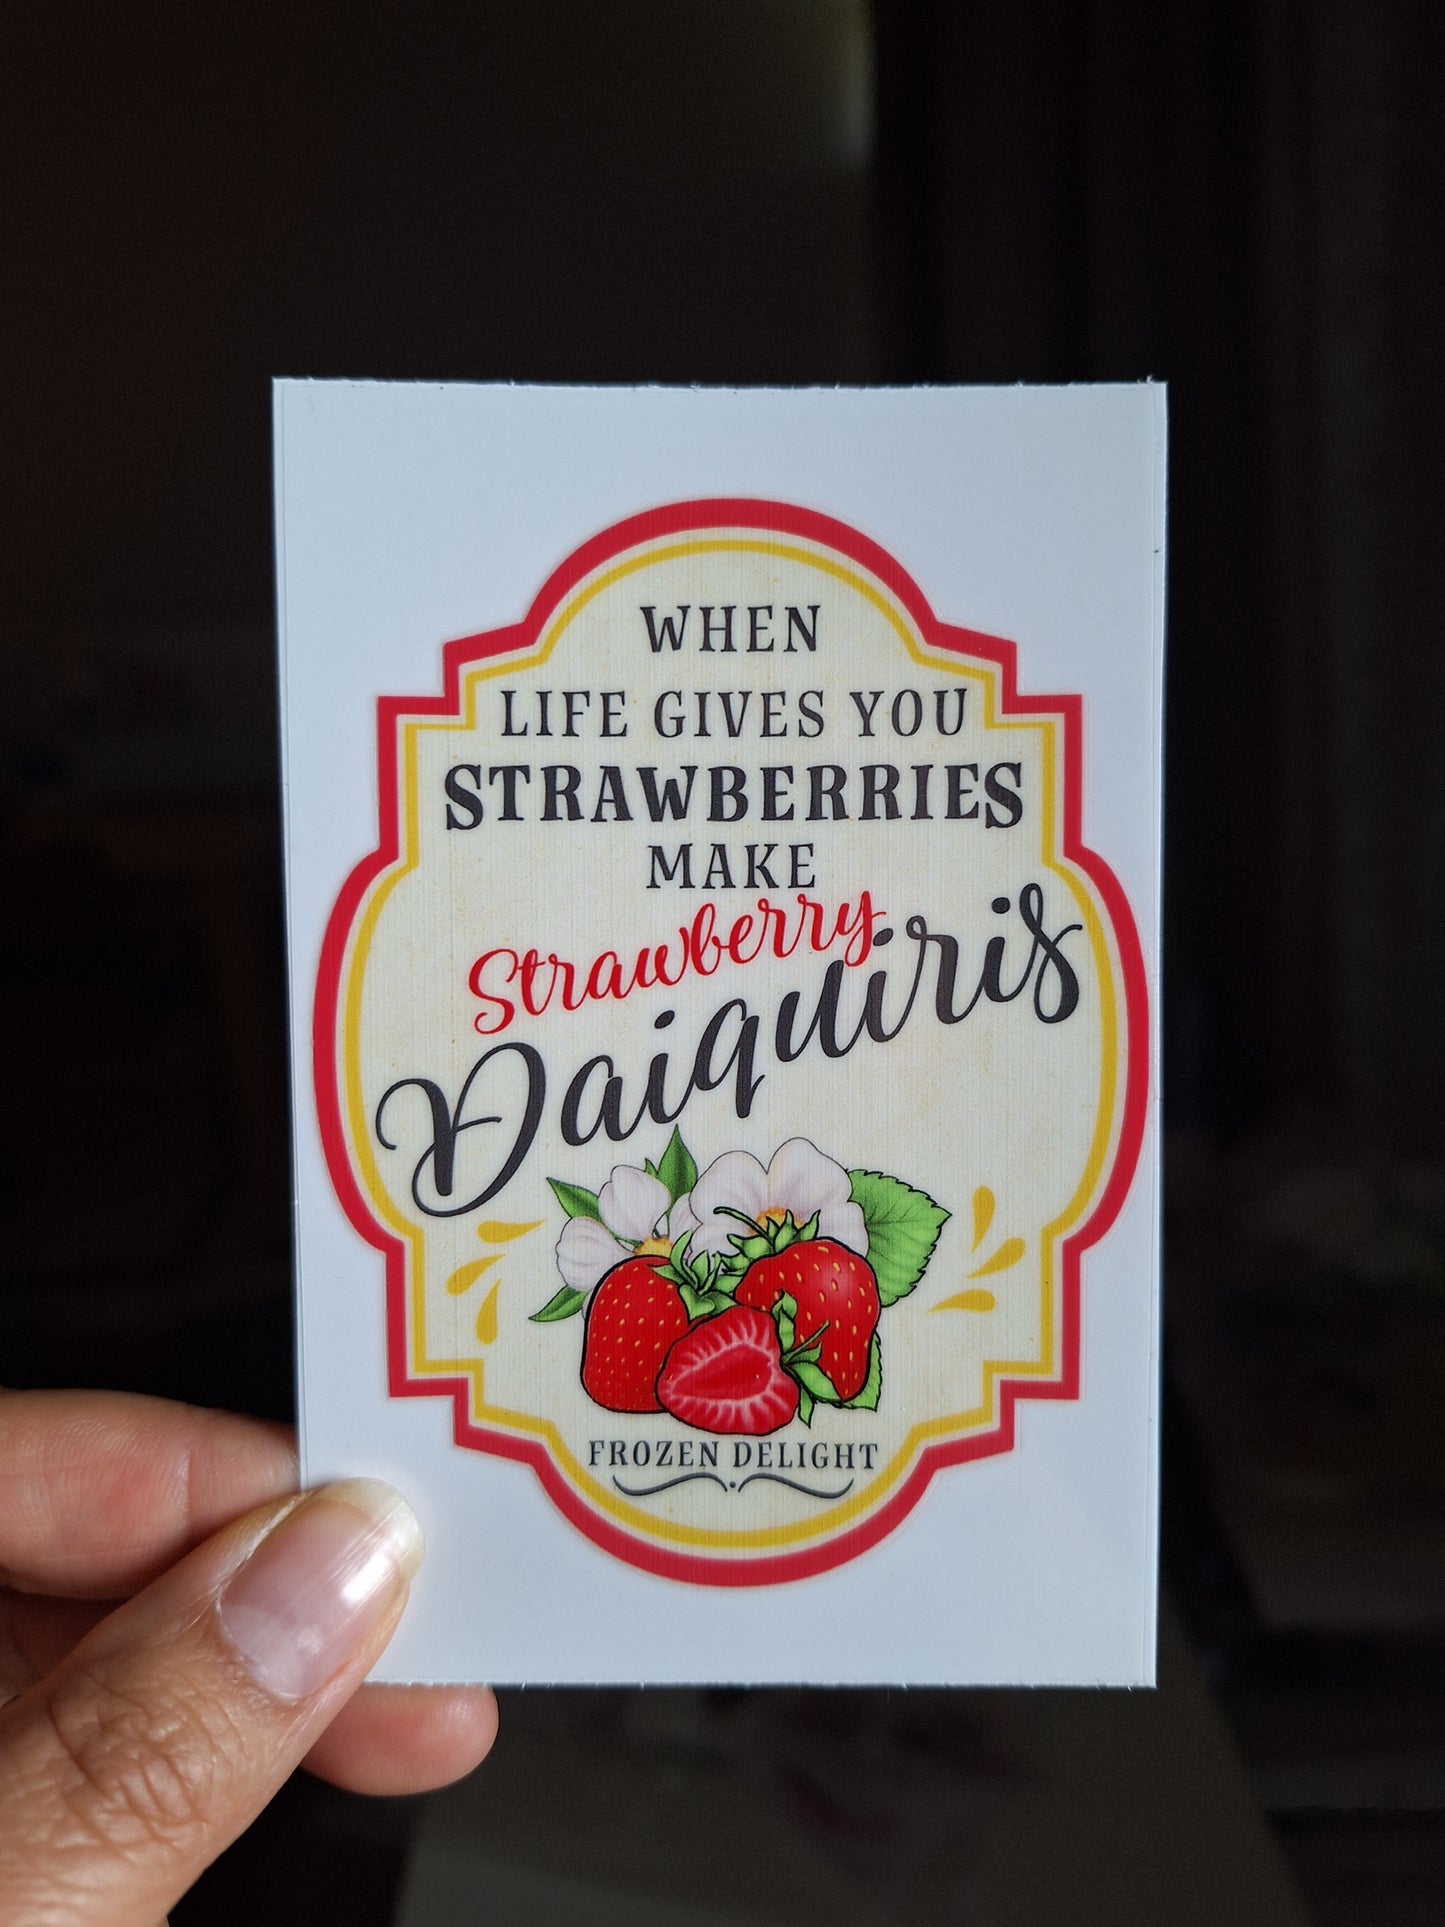 WHEN
LIFE GIVES YOU
STRAWBERRIES
MAKE
Strawberry
Daiquiris
FROZEN DELIGHT